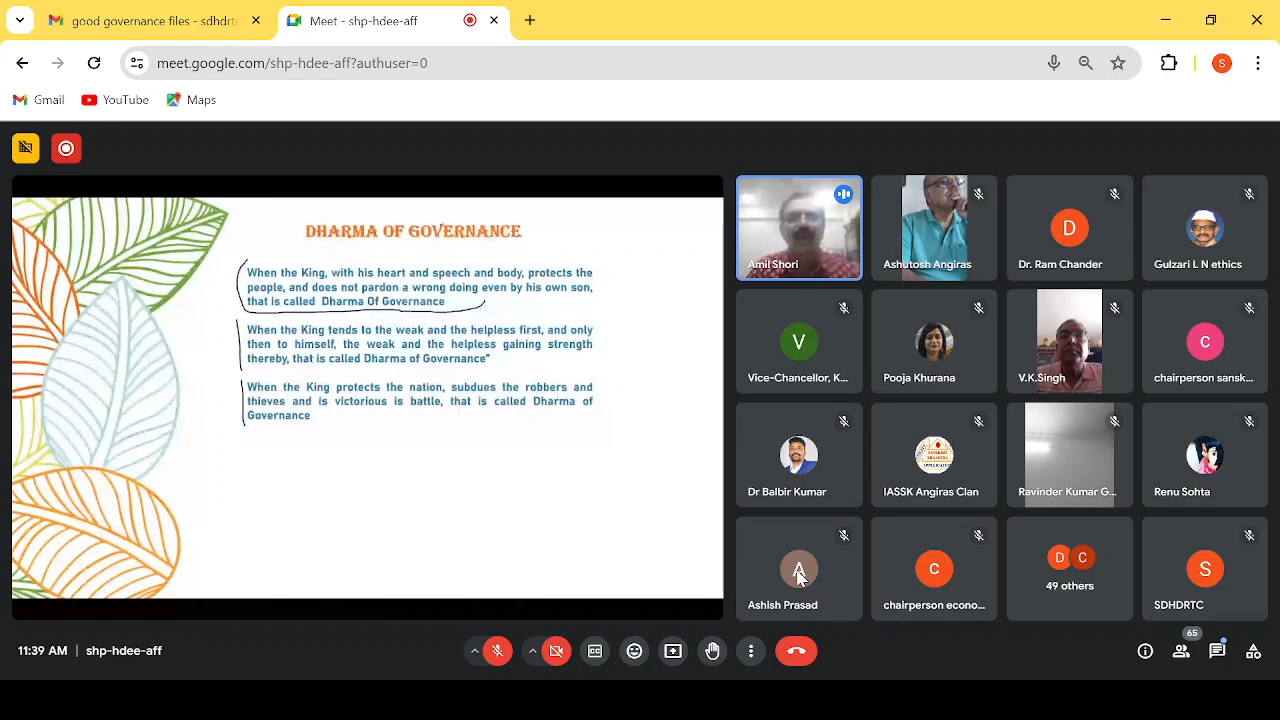 good governance files - sdhdrt
Meet - shp-hdee-aff
meet.google.com/shp-hdee-aff?authuser=0
S
Gmail
YouTube
Maps
DHARMA OF GOVERNANCE
When the King, with his heart and speech and body, protects the
people, and does not pardon a wrong doing even by his own son,
that is called Dharma Of Governance
When the King tends to the weak and the helpless first, and only
then to himself, the weak and the helpless gaining strength
thereby, that is called Dharma of Governance"
When the King protects the nation, subdues the robbers and
thieves and is victorious is battle, that is called Dharma of
Governance
Amil Shori
Ashutosh Angiras
D
Dr. Ram Chander
Gulzari L N ethics
V
Vice-Chancellor, K...
Pooja Khurana
V.K.Singh
c
chairperson sansk...
Dr Balbir Kumar
IASSK Angiras Clan
Ravinder Kumar G...
Renu Sohta
A
Ashish Prasad
c
chairperson econo...
D C
49 others
S
SDHDRTC
11:39 AM
shp-hdee-aff
65